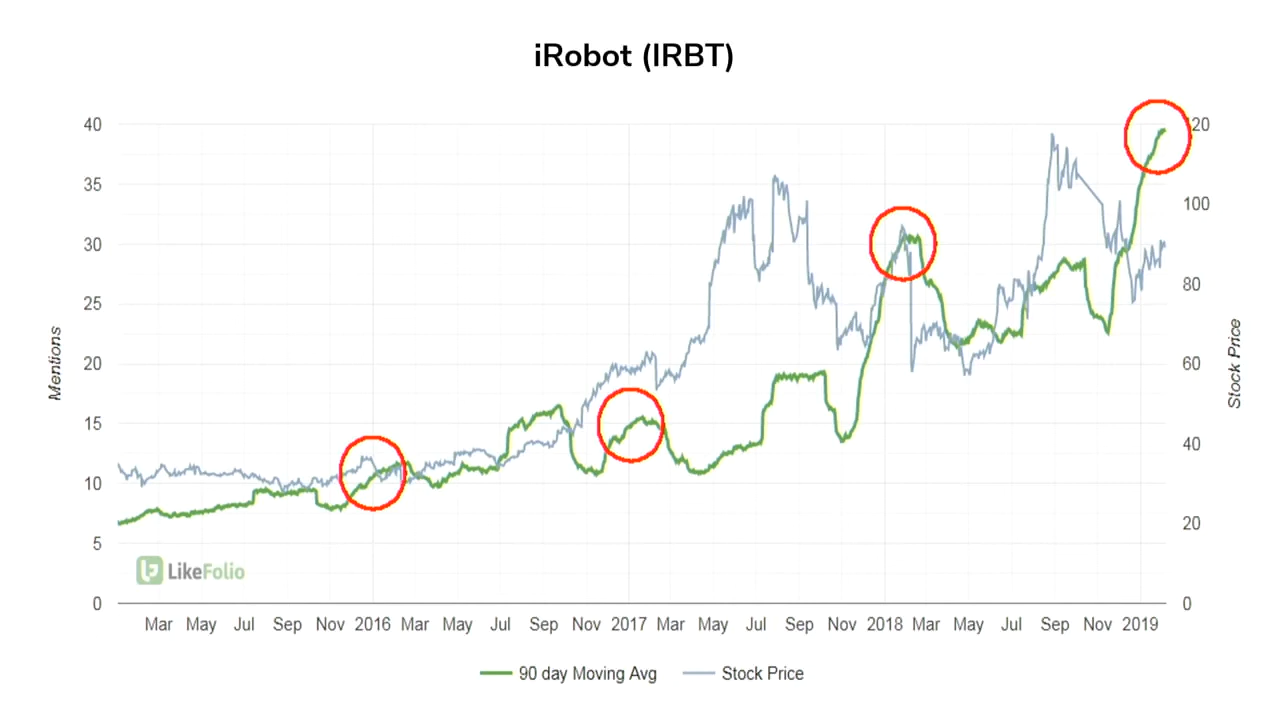 iRobot (IRBT)
40
35
30
25
20
15
10
5
0
Mentions
20
100
80
60
40
20
0
Stock Price
LikeFolio
Mar May Jul Sep Nov 2016 Mar May Jul Sep Nov 2017 Mar May Jul Sep Nov 2018 Mar May Jul Sep Nov 2019
90 day Moving Avg Stock Price